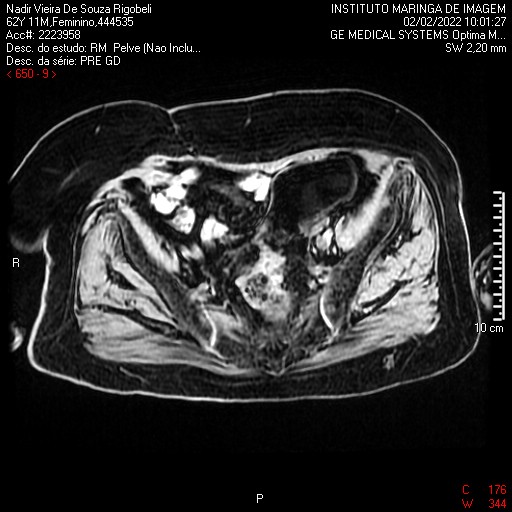 Nadir Vieira De Souza Rigobeli
62Y 11M,Feminino,444535
Acc#: 2223958
Desc. do estudo: RM Pelve (Nao Inclu...
Desc. da série: PRE GD
< 650 - 9 >
INSTITUTO MARINGA DE IMAGEM
02/02/2022 10:01:27
GE MEDICAL SYSTEMS Optima M...
SW 2,20 mm
R
10 cm
P
C 176
W 344